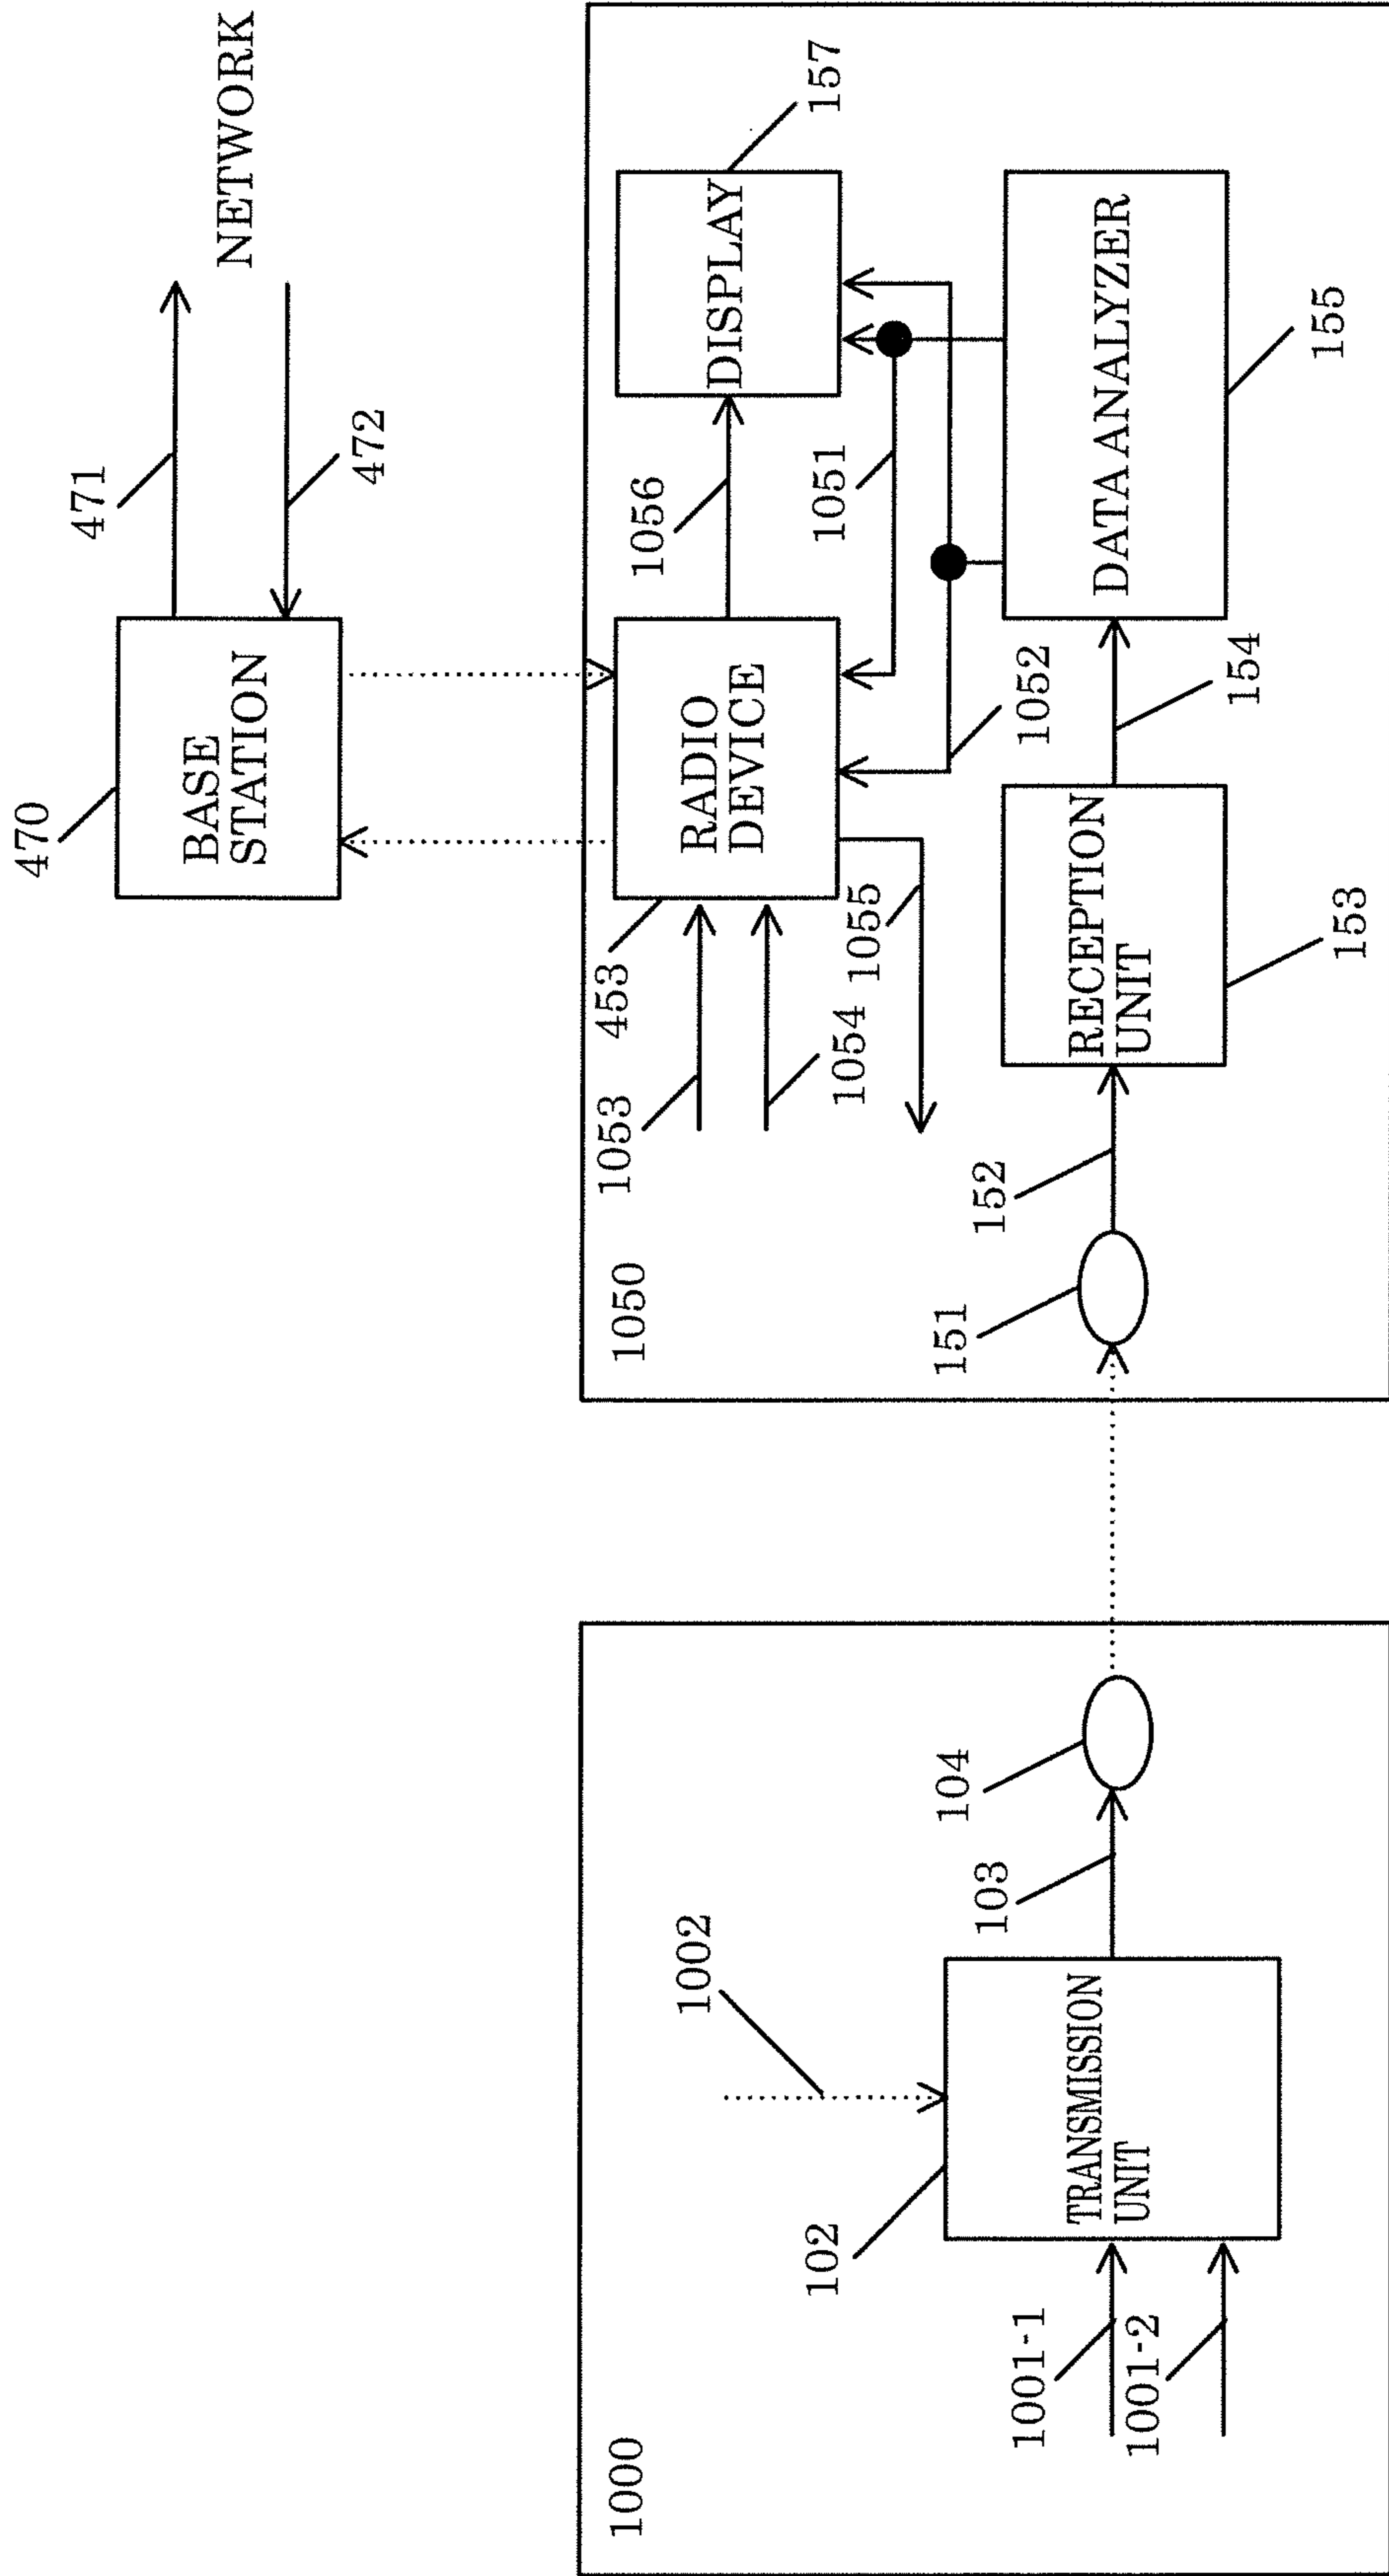 470
BASE
STATION
471
472
NETWORK
1050
453
RADIO
DEVICE
1053
1054
1055
1056
DISPLAY
157
1051
1052
151
152
RECEPTION
UNIT
153
154
DATA ANALYZER
155
1000
1002
102
TRANSMISSION
UNIT
1001-1
1001-2
103
104